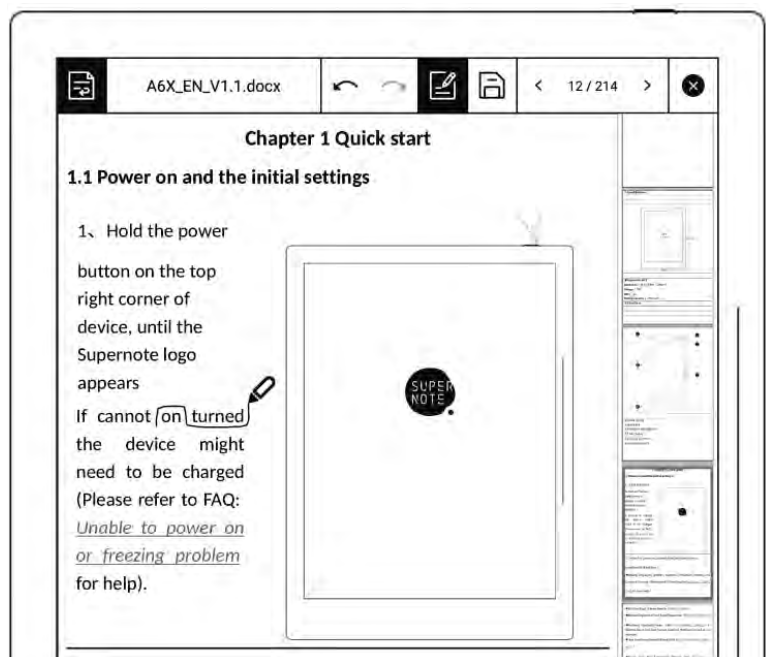 A6X_EN_V1.1.docx
12/214
Chapter 1 Quick start
1.1 Power on and the initial settings
1、Hold the power
button on the top
right corner of
device, until the
Supernote logo
appears
If cannot on turned
the device might
need to be charged
(Please refer to FAQ:
Unable to power on
or freezing problem
for help).
SUPER
NOTE